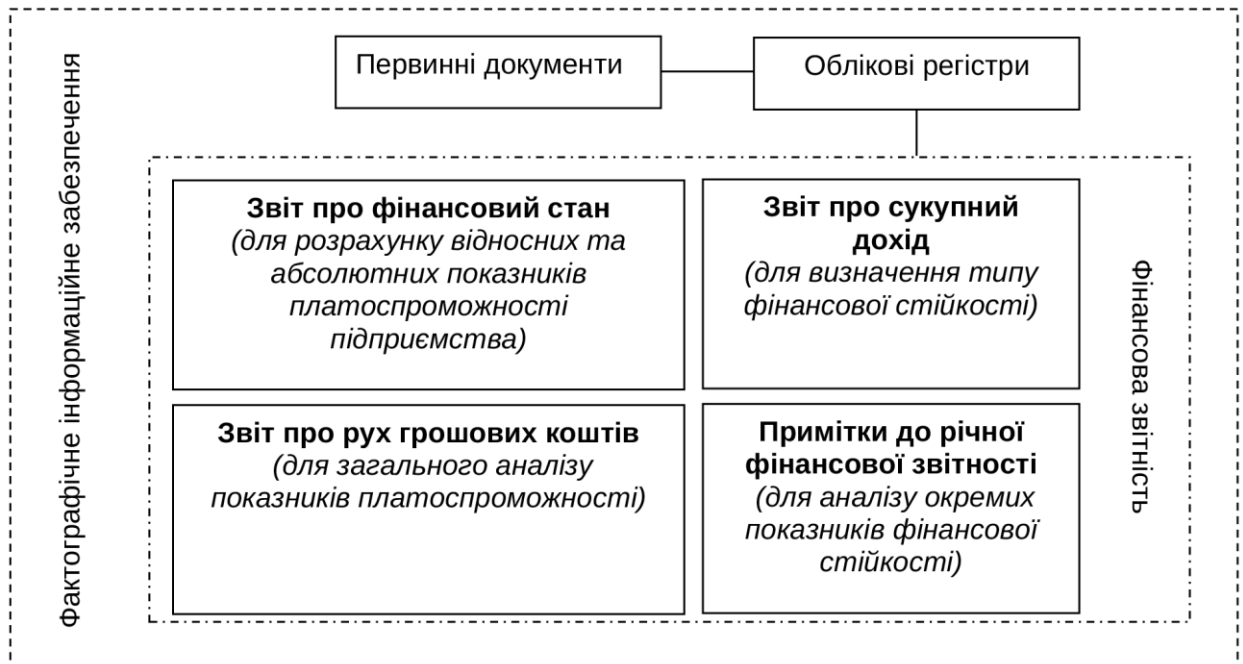 Фактографічне інформаційне забезпечення
Первинні документи
Облікові регістри
Звіт про фінансовий стан
(для розрахунку відносних та
абсолютних показників
платоспроможності
підприємства)
Звіт про сукупний
дохід
(для визначення типу
фінансової стійкості)
Звіт про рух грошових коштів
(для загального аналізу
показників платоспроможності)
Примітки до річної
фінансової звітності
(для аналізу окремих
показників фінансової
стійкості)
Фінансова звітність